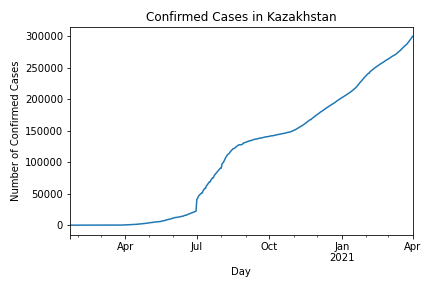 Confirmed Cases in Kazakhstan
300000
250000
200000
150000
100000
50000
0
Number of Confirmed Cases
Apr
Jul
Oct
Jan
2021
Apr
Day